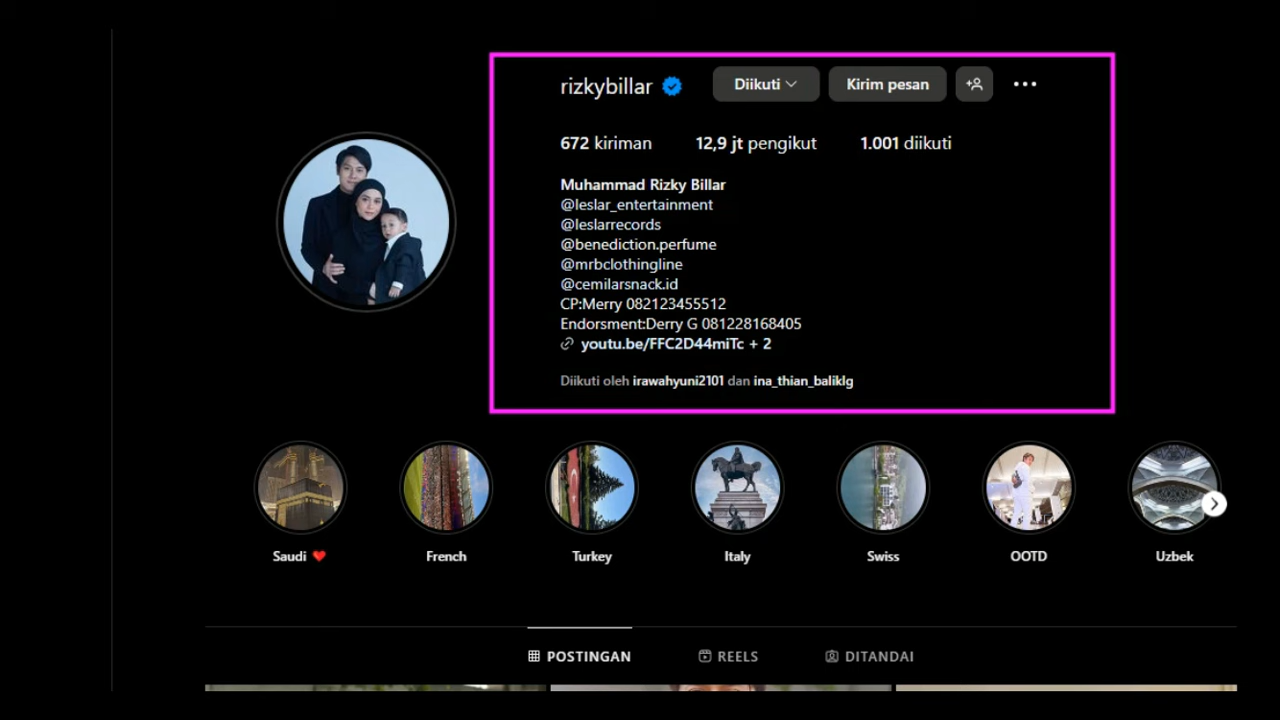 rizkybillar Diikuti Kirim pesan
672 kiriman 12,9 jt pengikut 1.001 diikuti
Muhammad Rizky Billar
@leslar_entertainment
@leslarrecords
@benediction.perfume
@mrbclothingline
@cemilarsnack.id
CP:Merry 082123455512
Endorsment:Derry G 081228168405
youtu.be/FFC2D44miTc + 2
Diikuti oleh irawahyuni2101 dan ina_thian_baliklg
Saudi ❤️ French Turkey Italy Swiss OOTD Uzbek
POSTINGAN REELS DITANDAI